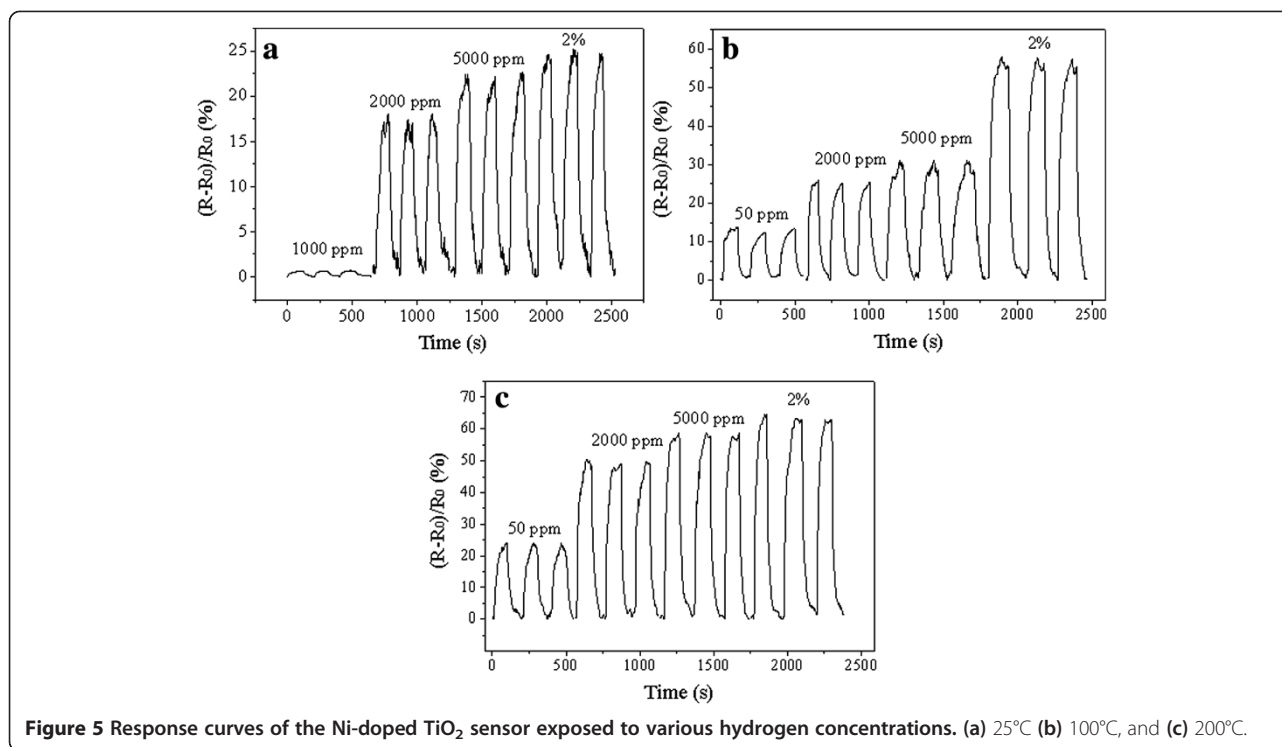 a
2%
5000 ppm
2000 ppm
1000 ppm
25
20
15
10
5
0
(R-R0)/R0 (%)
0 500 1000 1500 2000 2500
Time (s)
b
2%
5000 ppm
2000 ppm
50 ppm
60
50
40
30
20
10
0
(R-R0)/R0 (%)
0 500 1000 1500 2000 2500
Time (s)
c
2%
5000 ppm
2000 ppm
50 ppm
70
60
50
40
30
20
10
0
(R-R0)/R0 (%)
0 500 1000 1500 2000 2500
Time (s)
Figure 5 Response curves of the Ni-doped TiO2 sensor exposed to various hydrogen concentrations. (a) 25°C (b) 100°C, and (c) 200°C.